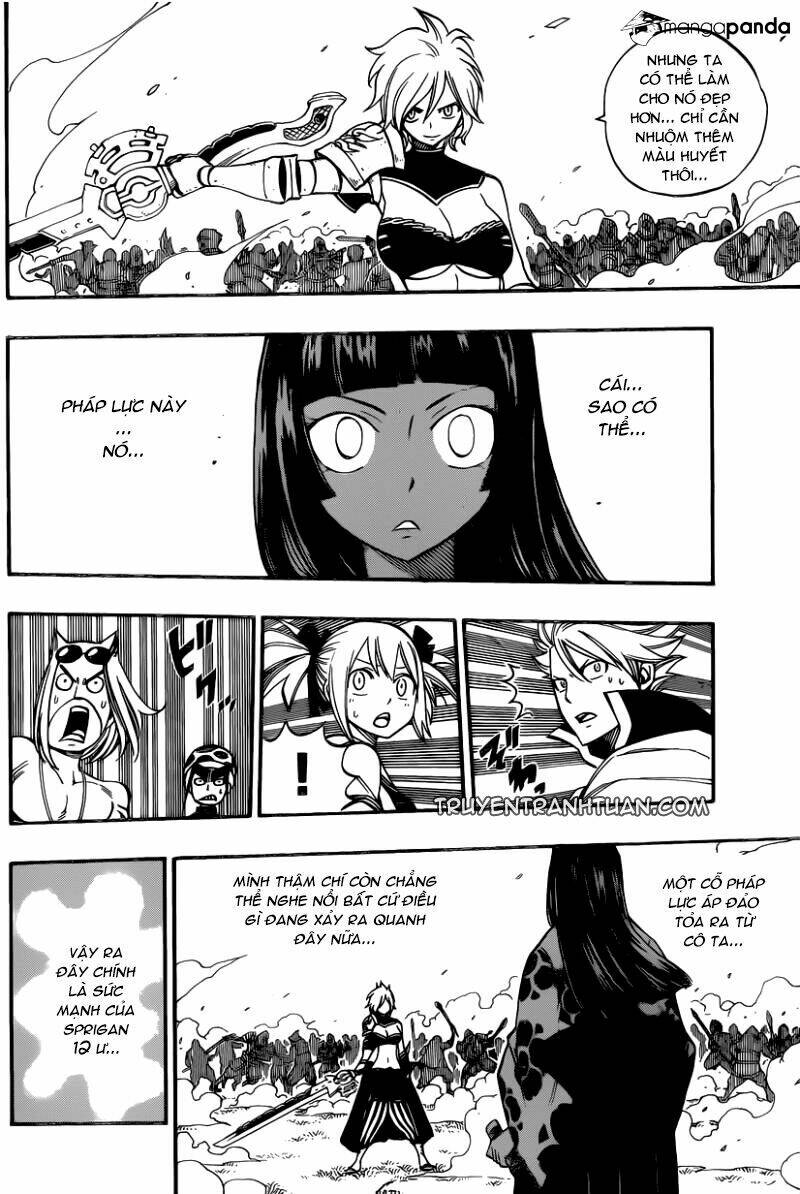 mangapanda
NHƯNG TA
CÓ THỂ LÀM
CHO NÓ ĐẸP
HƠN... CHỈ CẦN
NHUỘM THÊM
MÀU HUYẾT
THÔI...
CÁI...
SAO CÓ
THỂ...
PHÁP LỰC NÀY
...
NÓ...
!
TRUYENTRANHTUAN.COM
MỘT CỖ PHÁP
LỰC ÁP ĐẢO
TỎA RA TỪ
CÔ TA...
MÌNH THẬM CHÍ CÒN CHẲNG
THỂ NGHE NỔI BẤT CỨ ĐIỀU
GÌ ĐANG XẢY RA QUANH
ĐÂY NỮA...
VẬY RA
ĐÂY CHÍNH
LÀ SỨC
MẠNH CỦA
SPRIGAN
12 Ư...